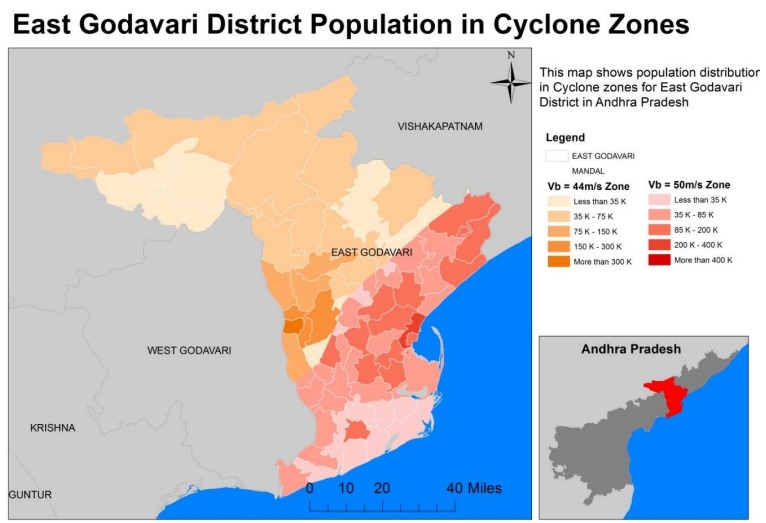 East Godavari District Population in Cyclone Zones
N
This map shows population distribution
in Cyclone zones for East Godavari
District in Andhra Pradesh
VISHAKAPATNAM
Legend
EAST GODAVARI
MANDAL
Vb = 44m/s Zone
Less than 35 K
35 K - 75 K
75 K - 150 K
150 K - 300 K
More than 300 K
Vb = 50m/s Zone
Less than 35 K
35 K - 85 K
85 K - 200 K
200 K - 400 K
More than 400 K
EAST GODAVARI
WEST GODAVARI
Andhra Pradesh
KRISHNA
GUNTUR
0 10 20 40 Miles